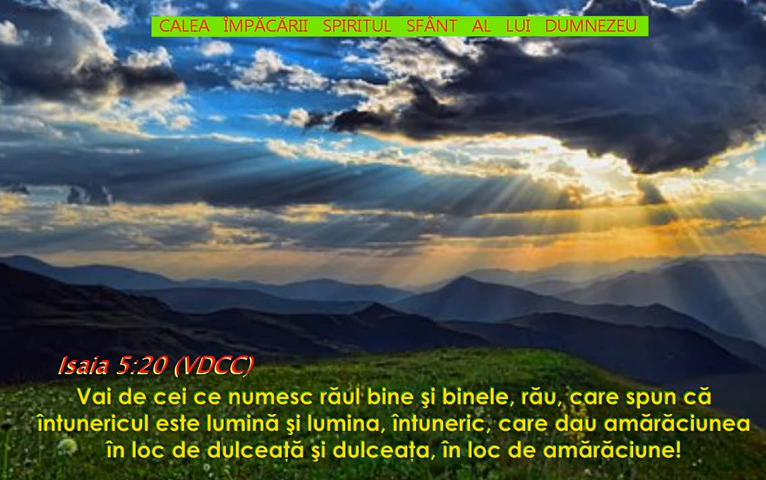 CALEA ÎMPĂCĂRII SPIRITUL SFÂNT AL LUI DUMNEZEU
Isaia 5:20 (VDCC)
Vai de cei ce numesc răul bine şi binele, rău, care spun că
întunericul este lumină şi lumina, întuneric, care dau amărăciunea
în loc de dulceaţă şi dulceaţa, în loc de amărăciune!